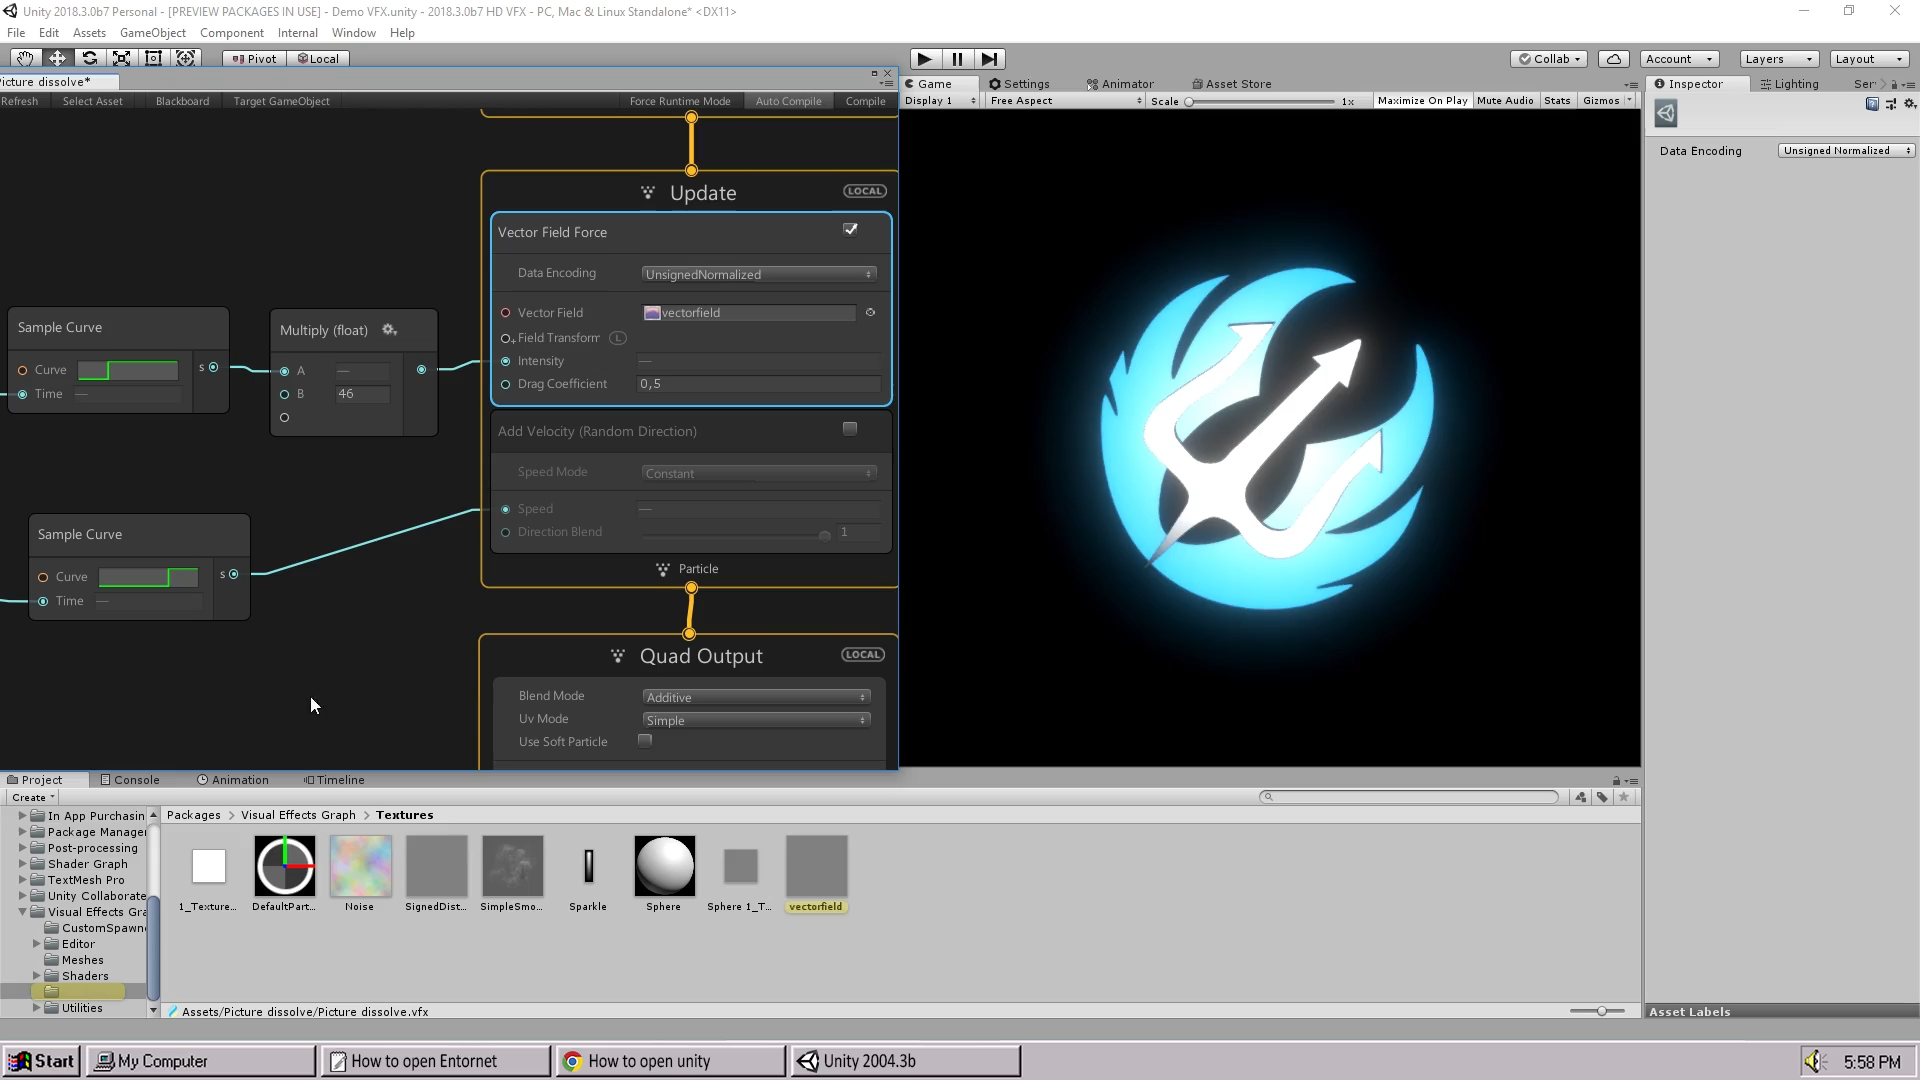 Unity 2018.3.0b7 Personal - [PREVIEW PACKAGES IN USE] - Demo VFX.unity - 2018.3.0b7 HD VFX - PC, Mac & Linux Standalone* <DX11>
File Edit Assets GameObject Component Internal Window Help
Pivot Local Collab Account Layers Layout
icture dissolve*
Game Settings Animator Asset Store Inspector Lighting Ser
Refresh Select Asset Blackboard Target GameObject Force Runtime Mode Auto Compile Compile
Display 1 Free Aspect Scale 1x Maximize On Play Mute Audio Stats Gizmos
Data Encoding Unsigned Normalized
Update LOCAL
Vector Field Force
Data Encoding UnsignedNormalized
Vector Field vectorfield
Field Transform L
Intensity —
Drag Coefficient 0,5
Sample Curve
Curve s
Time —
Multiply (float)
A —
B 46
Add Velocity (Random Direction)
Speed Mode Constant
Speed —
Direction Blend 1
Sample Curve
Curve s
Time —
Particle
Quad Output LOCAL
Blend Mode Additive
Uv Mode Simple
Use Soft Particle
Project Console Animation Timeline
Create
In App Purchasin
Package Manager
Post-processing
Shader Graph
TextMesh Pro
Unity Collaborate
Visual Effects Gra
CustomSpawn
Editor
Meshes
Shaders
Utilities
Packages > Visual Effects Graph > Textures
1_Texture... DefaultPart... Noise SignedDist... SimpleSmo... Sparkle Sphere Sphere 1_T... vectorfield
Assets/Picture dissolve/Picture dissolve.vfx
Asset Labels
Start My Computer How to open Entornet How to open unity Unity 2004.3b 5:58 PM